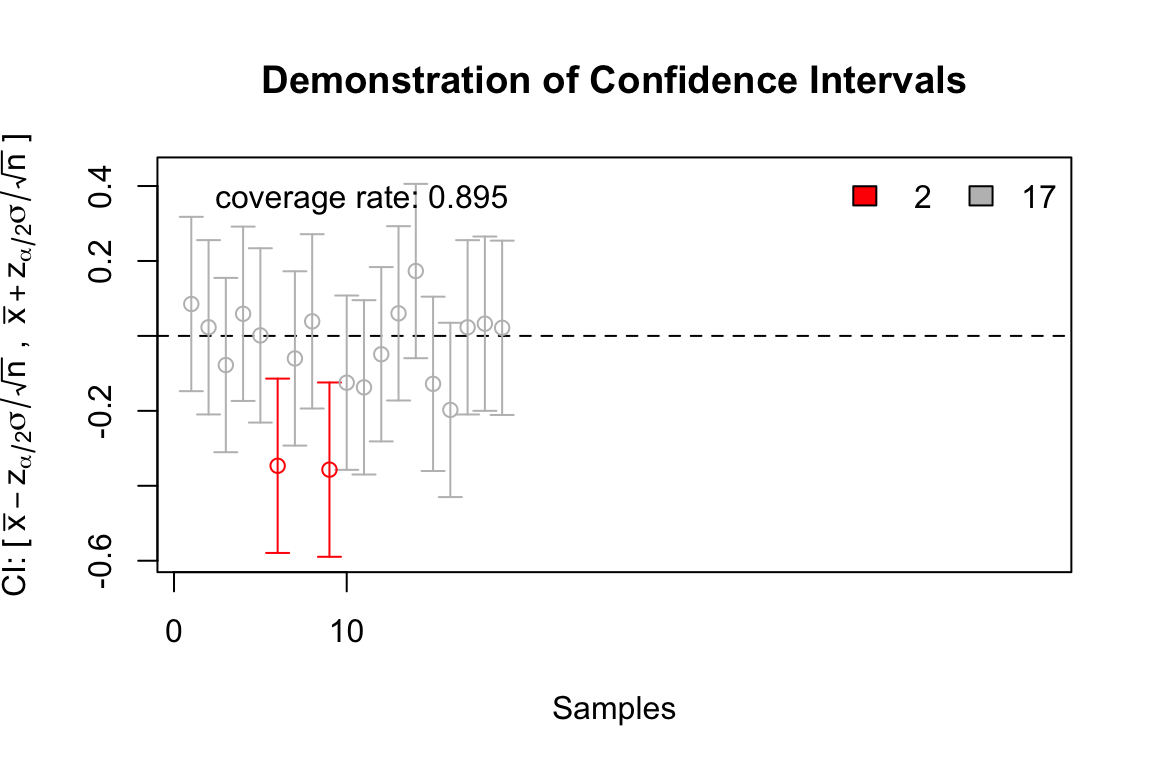 Demonstration of Confidence Intervals
CI: [ x̅ − zα/2σ/√n , x̅ + zα/2σ/√n ]
0.4
0.2
-0.2
-0.6
coverage rate: 0.895
2
17
0
10
Samples